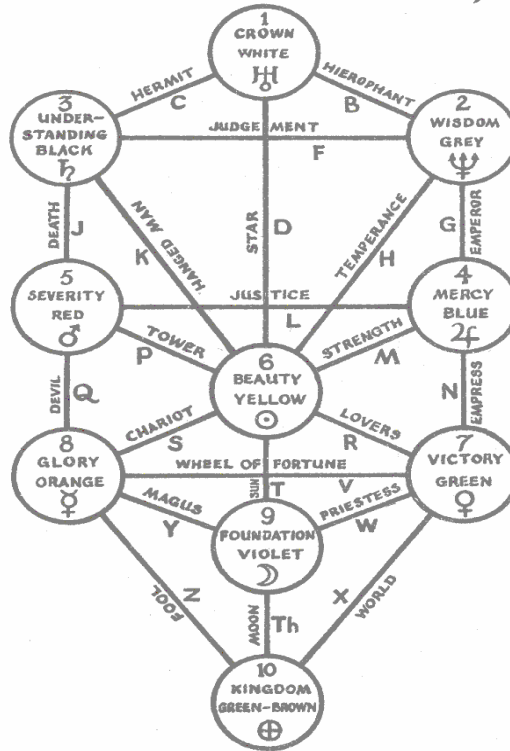 1
CROWN
WHITE
♅
HERMIT
C
HIEROPHANT
B
3
UNDER-
STANDING
BLACK
♄
JUDGEMENT
F
2
WISDOM
GREY
♆
DEATH
J
K
HANGED MAN
STAR
D
TEMPERANCE
H
G
EMPEROR
5
SEVERITY
RED
♂
JUSTICE
L
4
MERCY
BLUE
♃
TOWER
P
STRENGTH
M
6
BEAUTY
YELLOW
☉
DEVIL
Q
CHARIOT
S
LOVERS
R
N
EMPRESS
8
GLORY
ORANGE
☿
WHEEL OF FORTUNE
V
7
VICTORY
GREEN
♀
SUN
T
MAGUS
Y
PRIESTESS
W
9
FOUNDATION
VIOLET
☽
FOOL
Z
MOON
Th
X
WORLD
10
KINGDOM
GREEN-BROWN
⊕